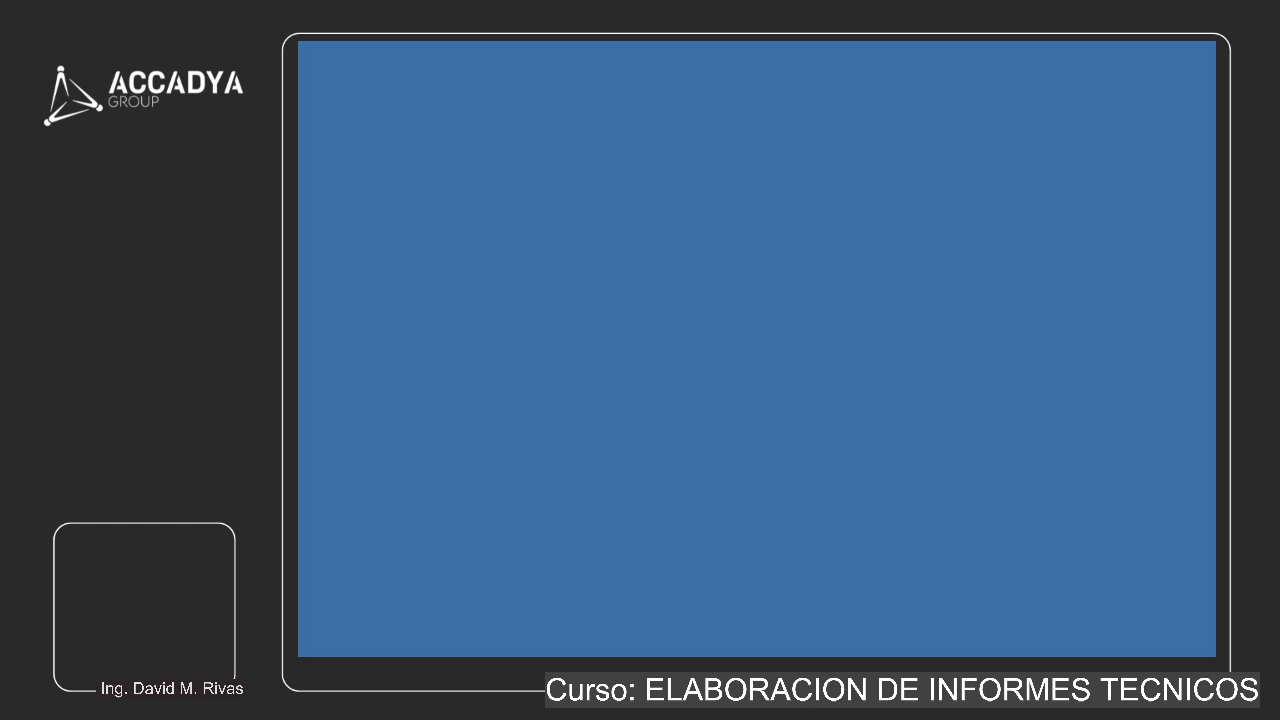 ACCADYA
GROUP
Ing. David M. Rivas
Curso: ELABORACION DE INFORMES TECNICOS